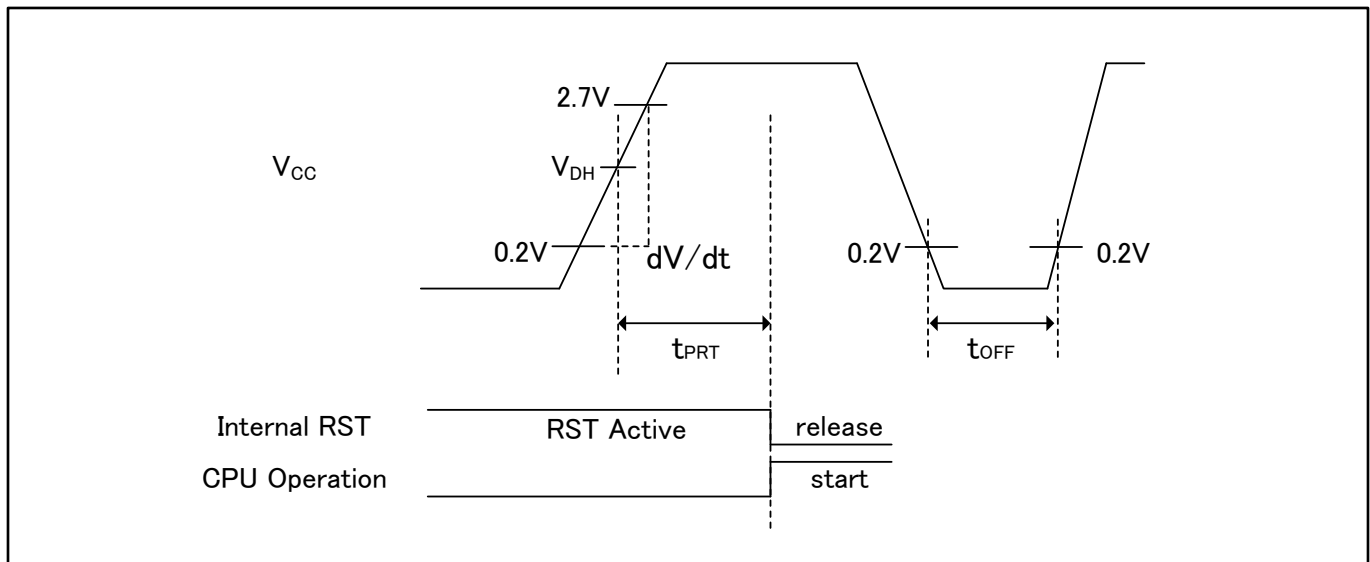 2.7V
VCC
VDH
0.2V
dV/dt
0.2V
0.2V
tPRT
tOFF
Internal RST
RST Active
release
CPU Operation
start